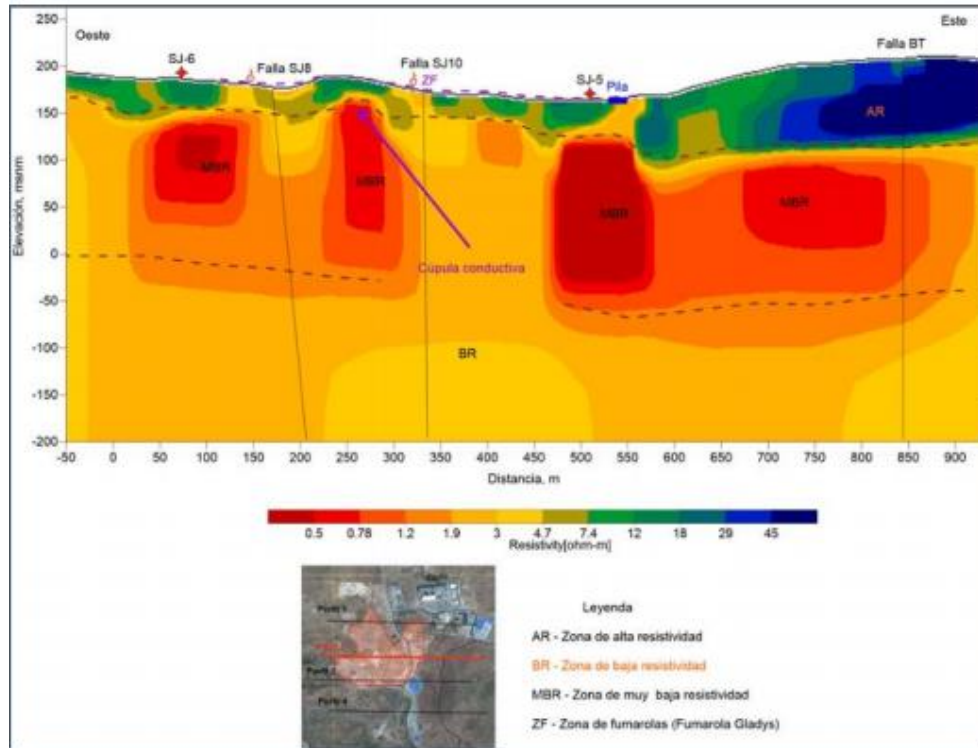 250
Oeste
Este
SJ-6
Falla SJ8
Falla SJ10
ZF
SJ-5
Pila
Falla BT
200
150
AR
100
MBR
MBR
MBR
MBR
50
Elevación, msnm
0
Cúpula conductiva
-50
-100
BR
-150
-200
-50 0 50 100 150 200 250 300 350 400 450 500 550 600 650 700 750 800 850 900
Distancia, m
0.5 0.78 1.2 1.9 3 4.7 7.4 12 18 29 45
Resistivity[ohm-m]
Leyenda
AR - Zona de alta resistividad
BR - Zona de baja resistividad
MBR - Zona de muy baja resistividad
ZF - Zona de fumarolas (Fumarola Gladys)